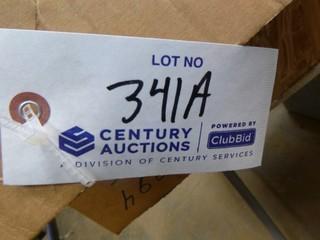 LOT NO
341A
CENTURY AUCTIONS
POWERED BY
ClubBid
A DIVISION OF CENTURY SERVICES